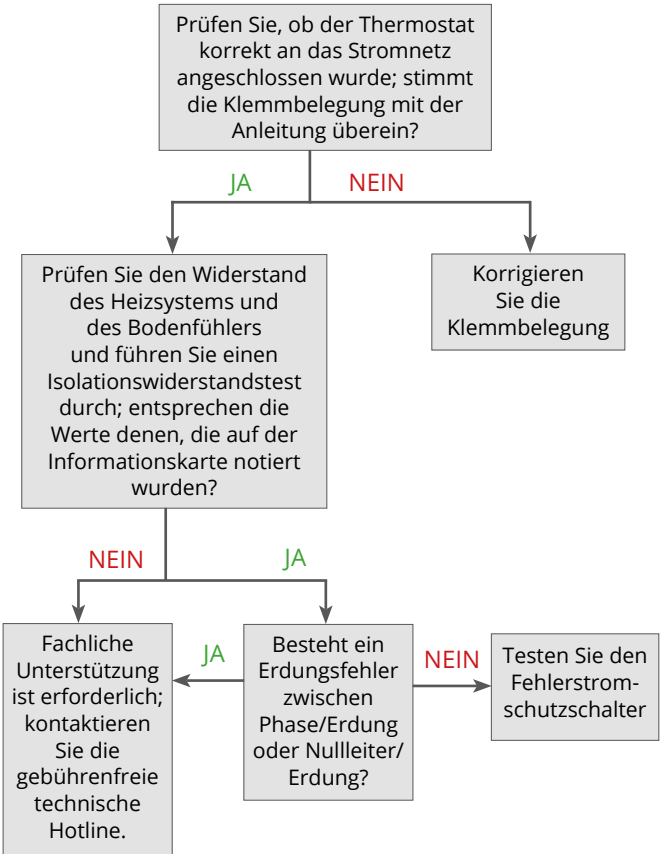 Prüfen Sie, ob der Thermostat
korrekt an das Stromnetz
angeschlossen wurde; stimmt
die Klemmbelegung mit der
Anleitung überein?
JA
NEIN
Prüfen Sie den Widerstand
des Heizsystems und
des Bodenfühlers
und führen Sie einen
Isolationswiderstandstest
durch; entsprechen die
Werte denen, die auf der
Informationskarte notiert
wurden?
Korrigieren
Sie die
Klemmbelegung
NEIN
JA
Fachliche
Unterstützung
ist erforderlich;
kontaktieren
Sie die
gebührenfreie
technische
Hotline.
JA
Besteht ein
Erdungsfehler
zwischen
Phase/Erdung
oder Nullleiter/
Erdung?
NEIN
Testen Sie den
Fehlerstrom-
schutzschalter